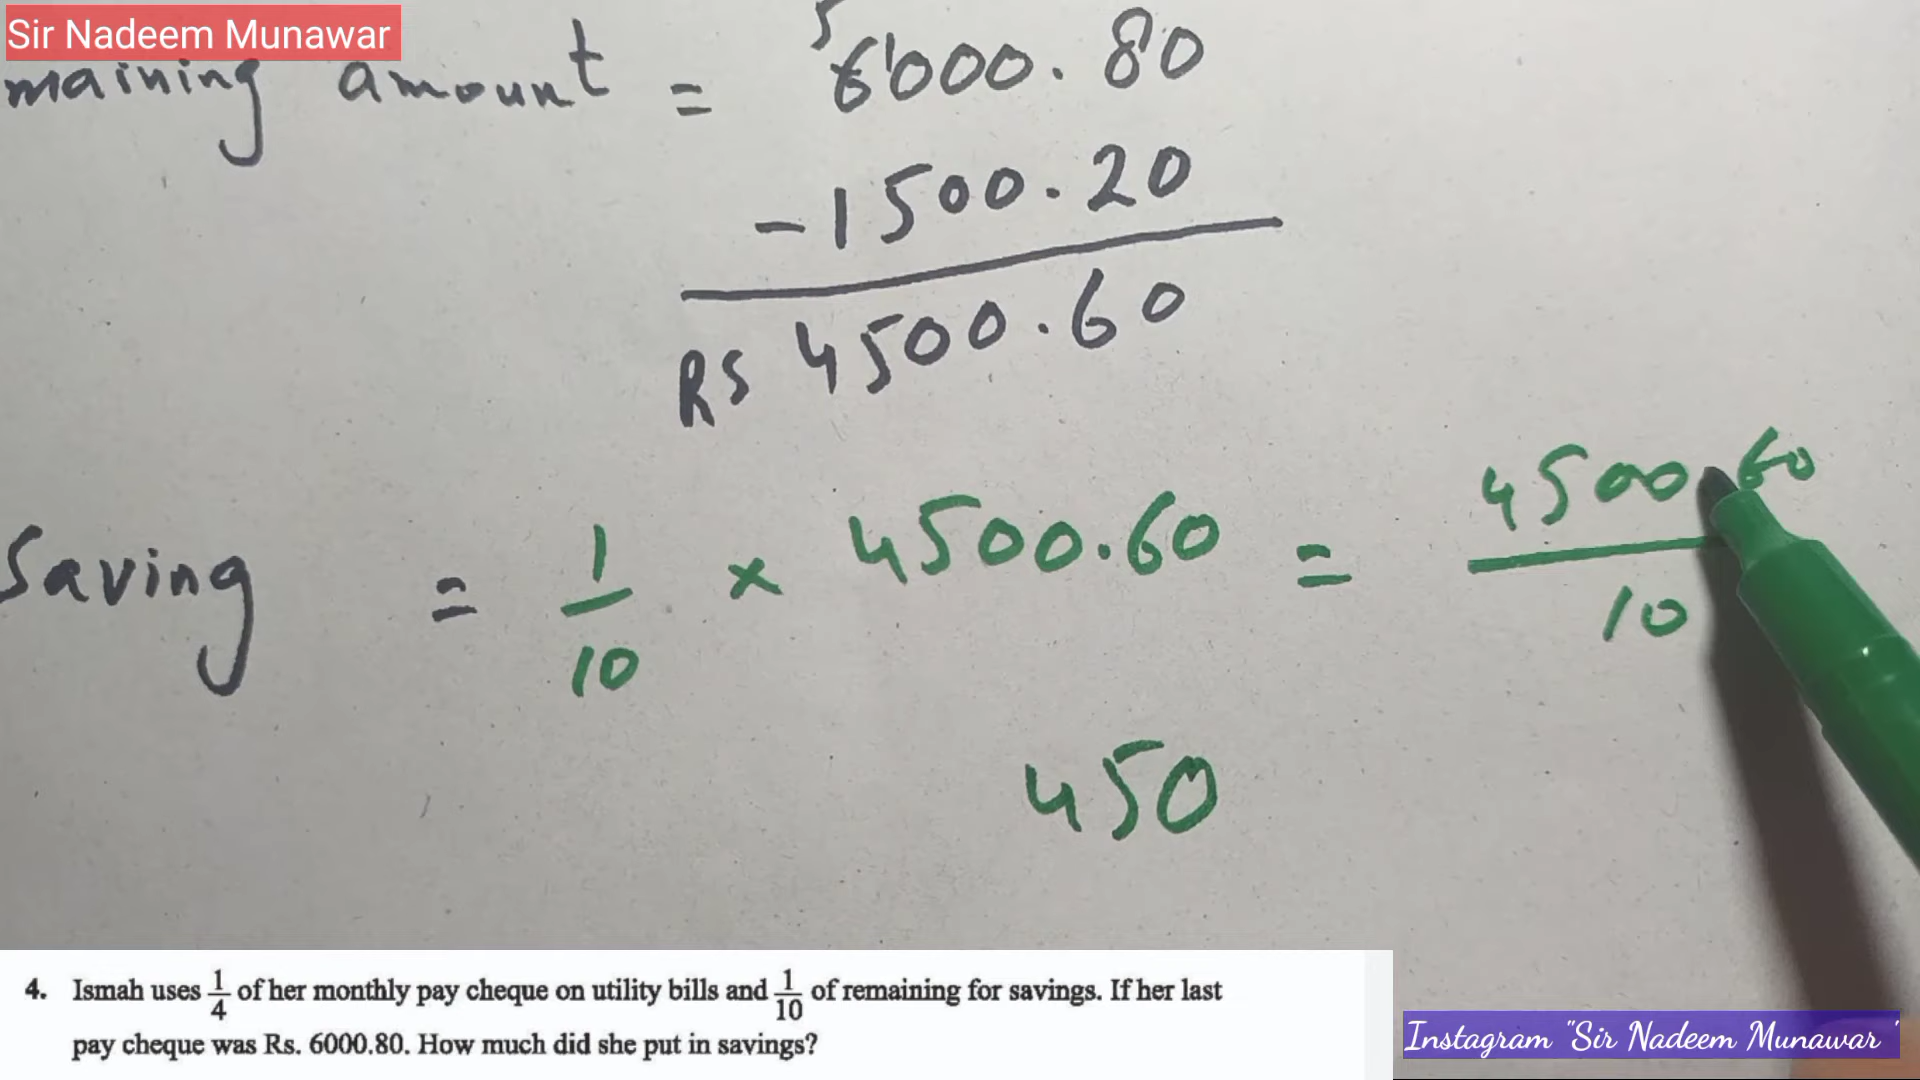 Sir Nadeem Munawar
maining amount = 6000.80
5 1
-1500.20
Rs 4500.60
Saving = 1/10 × 4500.60 = 4500 60/10
450
4. Ismah uses 1/4 of her monthly pay cheque on utility bills and 1/10 of remaining for savings. If her last
pay cheque was Rs. 6000.80. How much did she put in savings?
Instagram "Sir Nadeem Munawar"